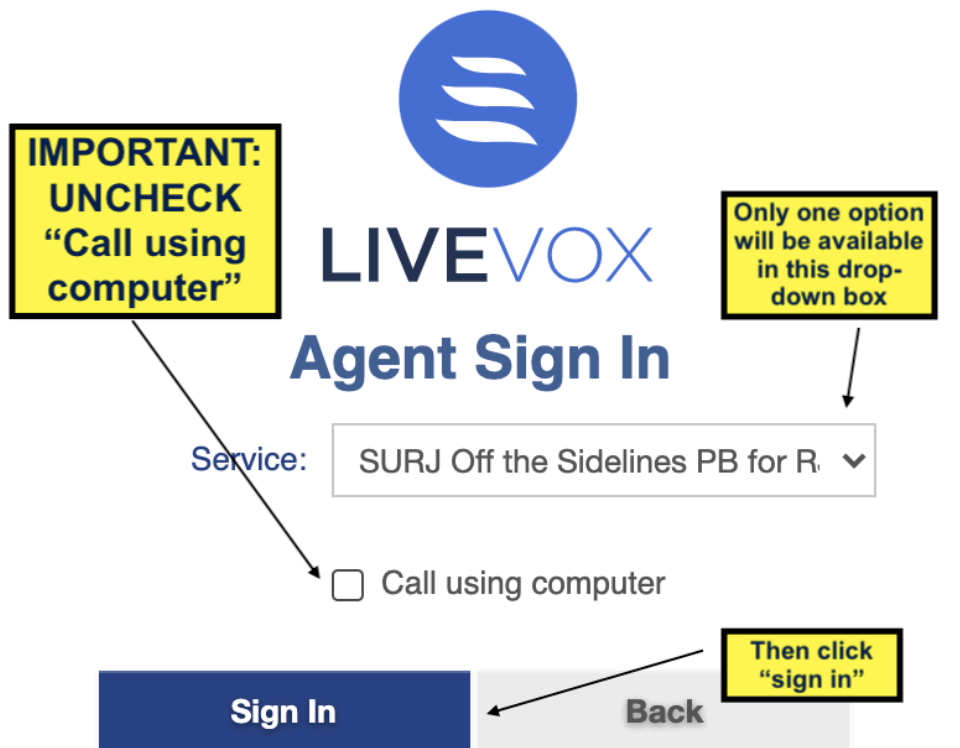 IMPORTANT:
UNCHECK
“Call using
computer”
LIVEVOX
Only one option
will be available
in this drop-
down box
Agent Sign In
Service:
SURJ Off the Sidelines PB for Ra
Call using computer
Then click
“sign in”
Sign In
Back